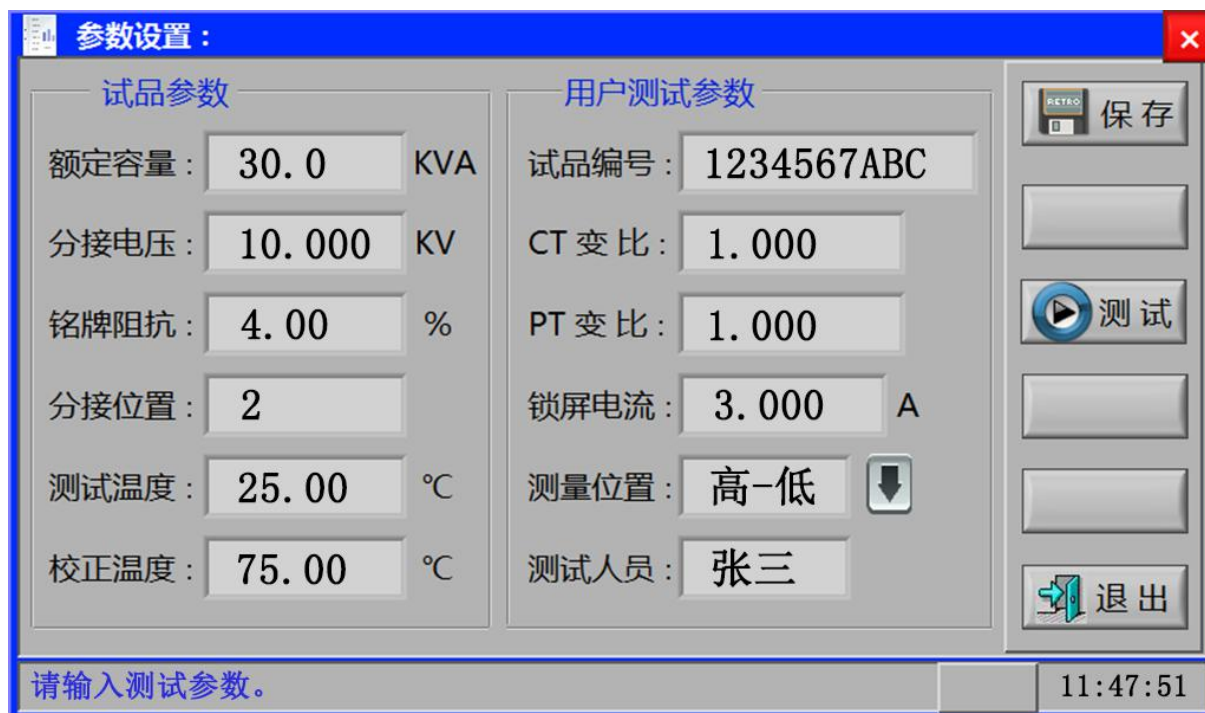 参数设置：
试品参数
额定容量： 30.0 KVA
分接电压： 10.000 KV
铭牌阻抗： 4.00 %
分接位置： 2
测试温度： 25.00 ℃
校正温度： 75.00 ℃
用户测试参数
试品编号： 1234567ABC
CT 变 比： 1.000
PT 变 比： 1.000
锁屏电流： 3.000 A
测量位置： 高-低
测试人员： 张三
RETRO 保 存
测 试
退 出
请输入测试参数。
11:47:51